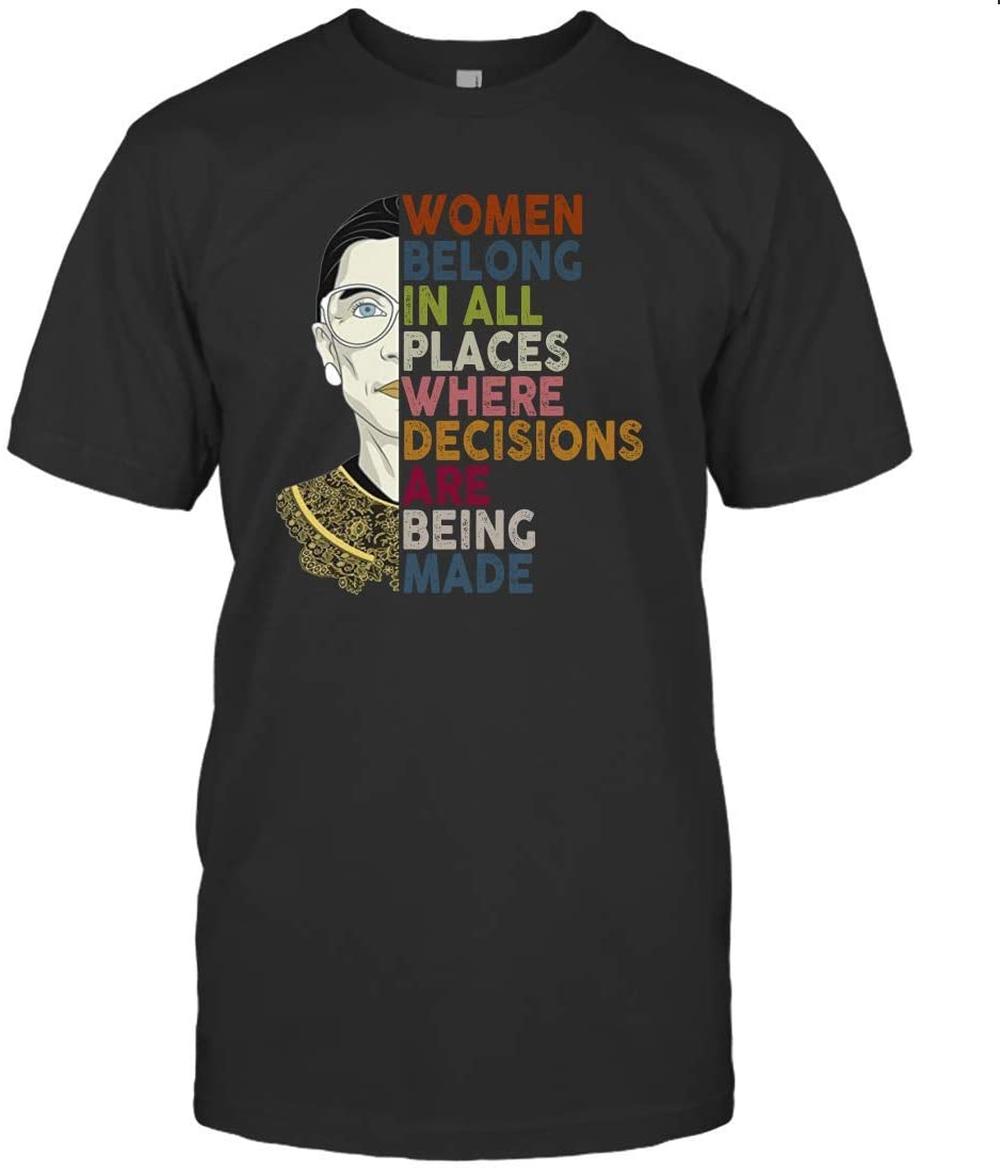 WOMEN
BELONG
IN ALL
PLACES
WHERE
DECISIONS
ARE
BEING
MADE